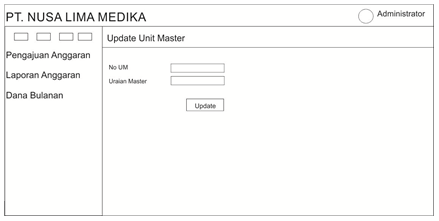 PT. NUSA LIMA MEDIKA
Administrator
Update Unit Master
Pengajuan Anggaran
Laporan Anggaran
Dana Bulanan
No UM
Uraian Master
Update